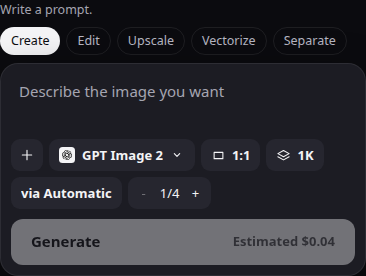 Write a prompt.
Create Edit Upscale Vectorize Separate
Describe the image you want
+ GPT Image 2 1:1 1K
via Automatic - 1/4 +
Generate Estimated $0.04